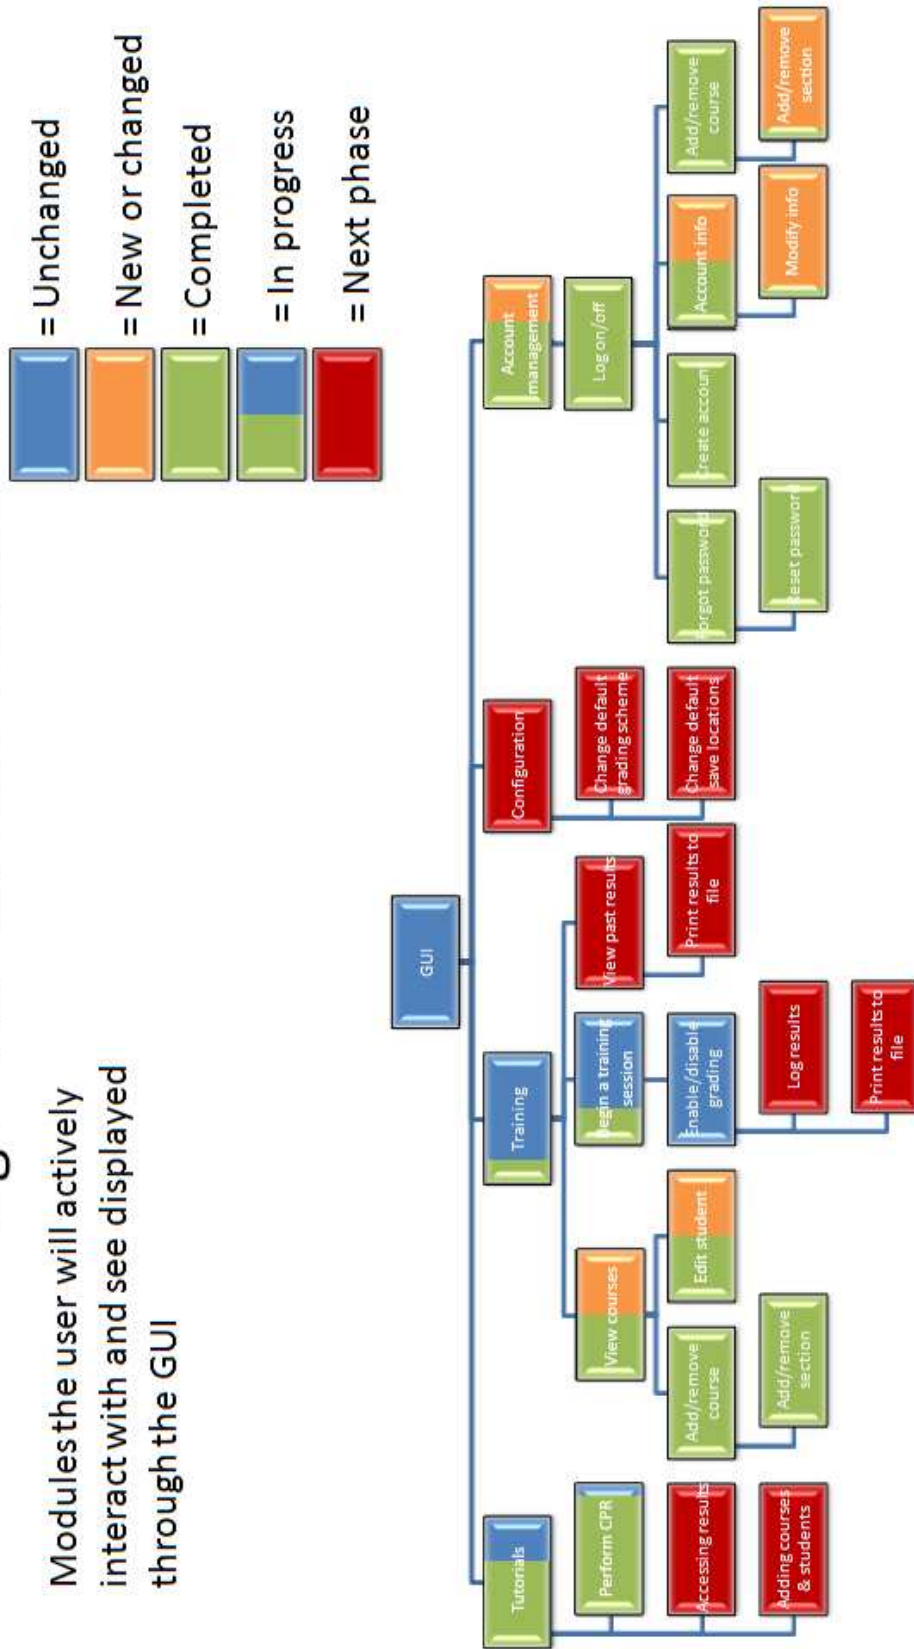 Modules the user will actively
interact with and see displayed
through the GUI
= Unchanged
= New or changed
= Completed
= In progress
= Next phase
GUI
Tutorials
Training
Configuration
Account
management
Perform CPR
View courses
Begin a training
session
View past results
Change default
grading scheme
Log on/off
Accessing results
Add/remove
course
Edit student
Enable/disable
grading
Print results to
file
Change default
save locations
Forgot password
Create accoun
Account info
Add/remove
course
Adding courses
& students
Add/remove
section
Log results
Reset password
Modify info
Add/remove
section
Print results to
file